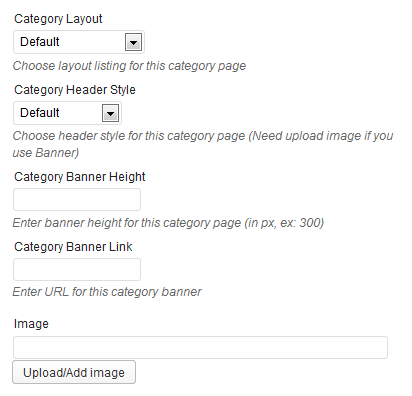 Category Layout
Default
Choose layout listing for this category page
Category Header Style
Default
Choose header style for this category page (Need upload image if you
use Banner)
Category Banner Height
Enter banner height for this category page (in px, ex: 300)
Category Banner Link
Enter URL for this category banner
Image
Upload/Add image